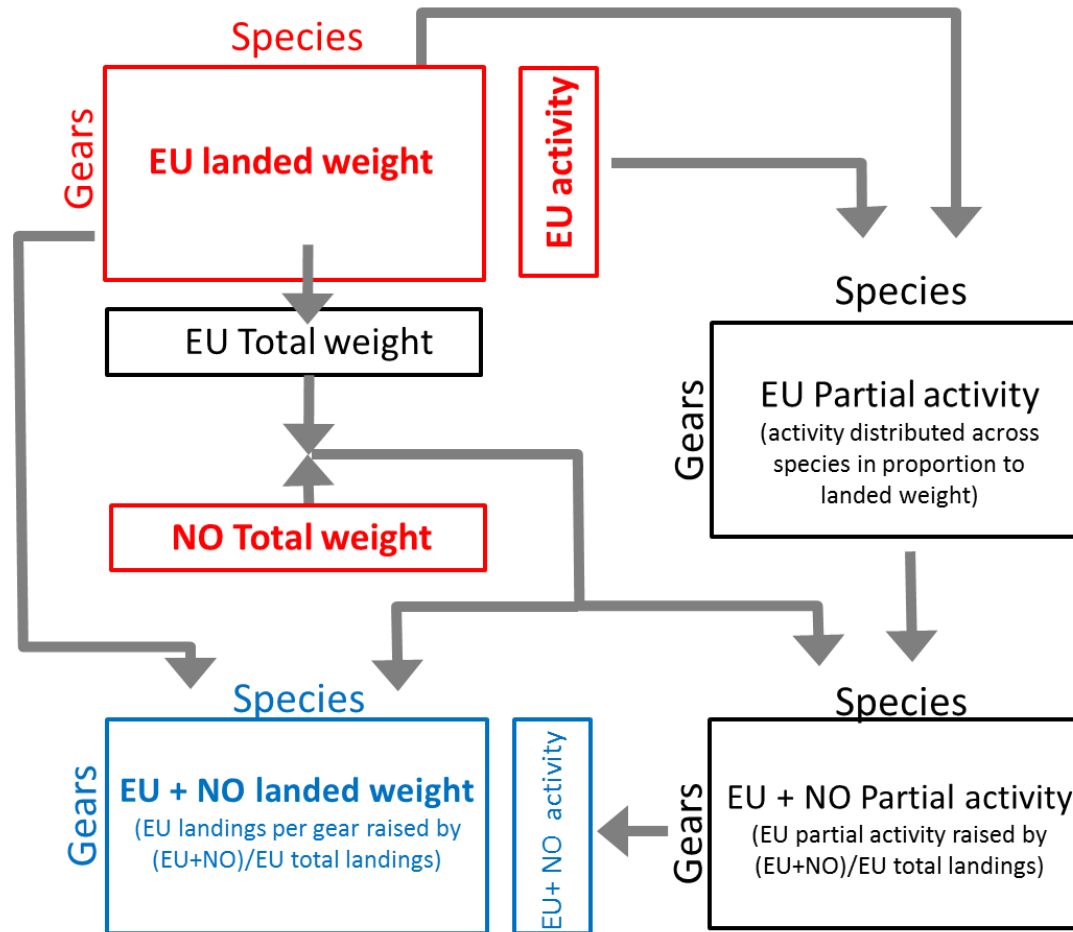 Species
Gears
EU landed weight
EU activity
EU Total weight
NO Total weight
Species
Gears
EU Partial activity
(activity distributed across
species in proportion to
landed weight)
Species
Gears
EU + NO landed weight
(EU landings per gear raised by
(EU+NO)/EU total landings)
EU+ NO activity
Species
Gears
EU + NO Partial activity
(EU partial activity raised by
(EU+NO)/EU total landings)